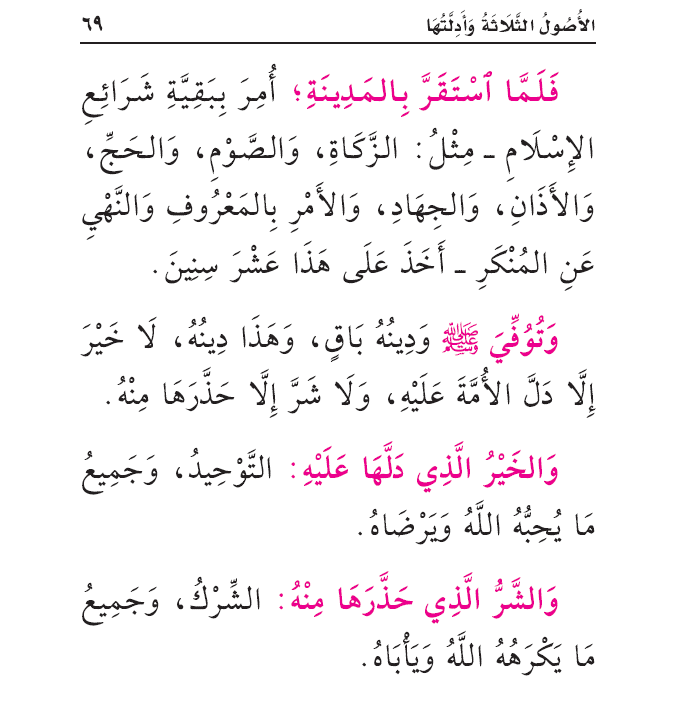 الأُصُولُ الثَّلَاثَةُ وَأَدِلَّتُهَا ٦٩
فَلَمَّا ٱسْتَقَرَّ بِالمَدِينَةِ؛ أُمِرَ بِبَقِيَّةِ شَرَائِعِ
الإِسْلَامِ ـ مِثْلُ: الزَّكَاةِ، وَالصَّوْمِ، وَالحَجِّ،
وَالأَذَانِ، وَالجِهَادِ، وَالأَمْرِ بِالمَعْرُوفِ وَالنَّهْيِ
عَنِ المُنْكَرِ ـ أَخَذَ عَلَى هَذَا عَشْرَ سِنِينَ.
وَتُوُفِّيَ ﷺ وَدِينُهُ بَاقٍ، وَهَذَا دِينُهُ، لَا خَيْرَ
إِلَّا دَلَّ الأُمَّةَ عَلَيْهِ، وَلَا شَرَّ إِلَّا حَذَّرَهَا مِنْهُ.
وَالخَيْرُ الَّذِي دَلَّهَا عَلَيْهِ: التَّوْحِيدُ، وَجَمِيعُ
مَا يُحِبُّهُ اللَّهُ وَيَرْضَاهُ.
وَالشَّرُّ الَّذِي حَذَّرَهَا مِنْهُ: الشِّرْكُ، وَجَمِيعُ
مَا يَكْرَهُهُ اللَّهُ وَيَأْبَاهُ.